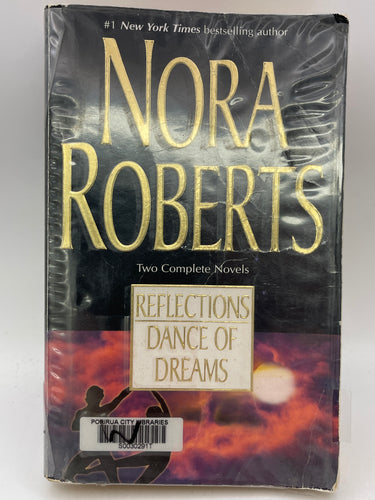 #1 New York Times bestselling author
NORA
ROBERTS
Two Complete Novels
REFLECTIONS
DANCE OF
DREAMS
PORIRUA CITY LIBRARIES